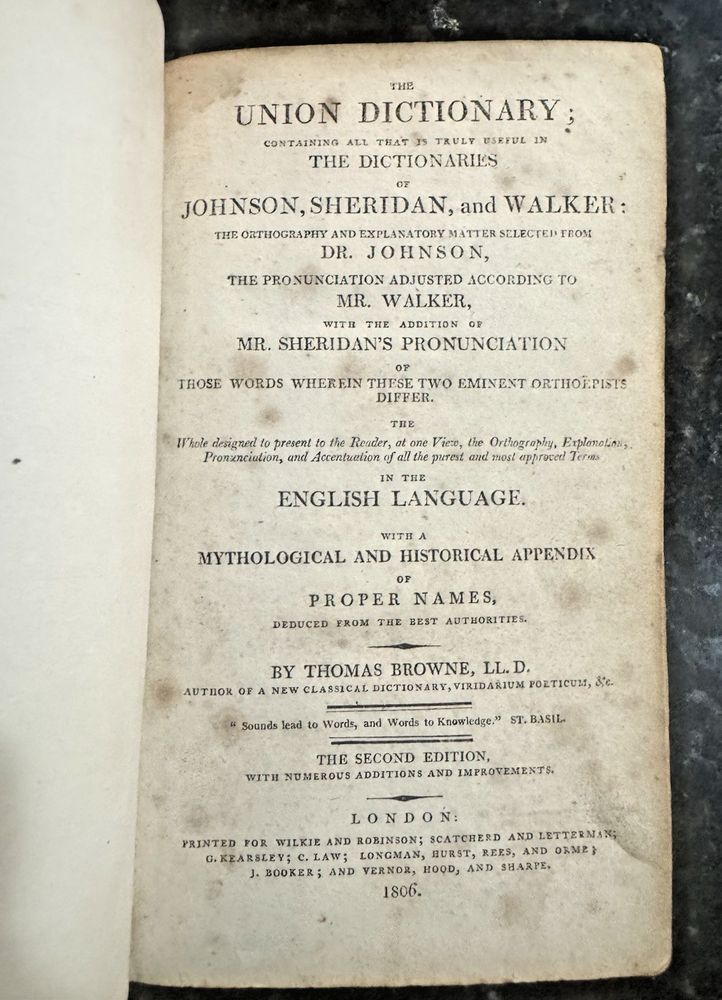 THE
UNION DICTIONARY;
CONTAINING ALL THAT IS TRULY USEFUL IN
THE DICTIONARIES
OF
JOHNSON, SHERIDAN, and WALKER:
THE ORTHOGRAPHY AND EXPLANATORY MATTER SELECTED FROM
DR. JOHNSON,
THE PRONUNCIATION ADJUSTED ACCORDING TO
MR. WALKER,
WITH THE ADDITION OF
MR. SHERIDAN'S PRONUNCIATION
OF
THOSE WORDS WHEREIN THESE TWO EMINENT ORTHOEPISTS
DIFFER.
THE
Whole designed to present to the Reader, at one View, the Orthography, Explanation,
Pronunciation, and Accentuation of all the purest and most approved Terms
IN THE
ENGLISH LANGUAGE.
WITH A
MYTHOLOGICAL AND HISTORICAL APPENDIX
OF
PROPER NAMES,
DEDUCED FROM THE BEST AUTHORITIES.
BY THOMAS BROWNE, LL.D.
AUTHOR OF A NEW CLASSICAL DICTIONARY, VIRIDARIUM POETICUM, &c.
"Sounds lead to Words, and Words to Knowledge." ST. BASIL.
THE SECOND EDITION,
WITH NUMEROUS ADDITIONS AND IMPROVEMENTS.
LONDON:
PRINTED FOR WILKIE AND ROBINSON; SCATCHERD AND LETTERMAN;
G. KEARSLEY; C. LAW; LONGMAN, HURST, REES, AND ORME;
J. BOOKER; AND VERNOR, HOOD, AND SHARPE.
1806.